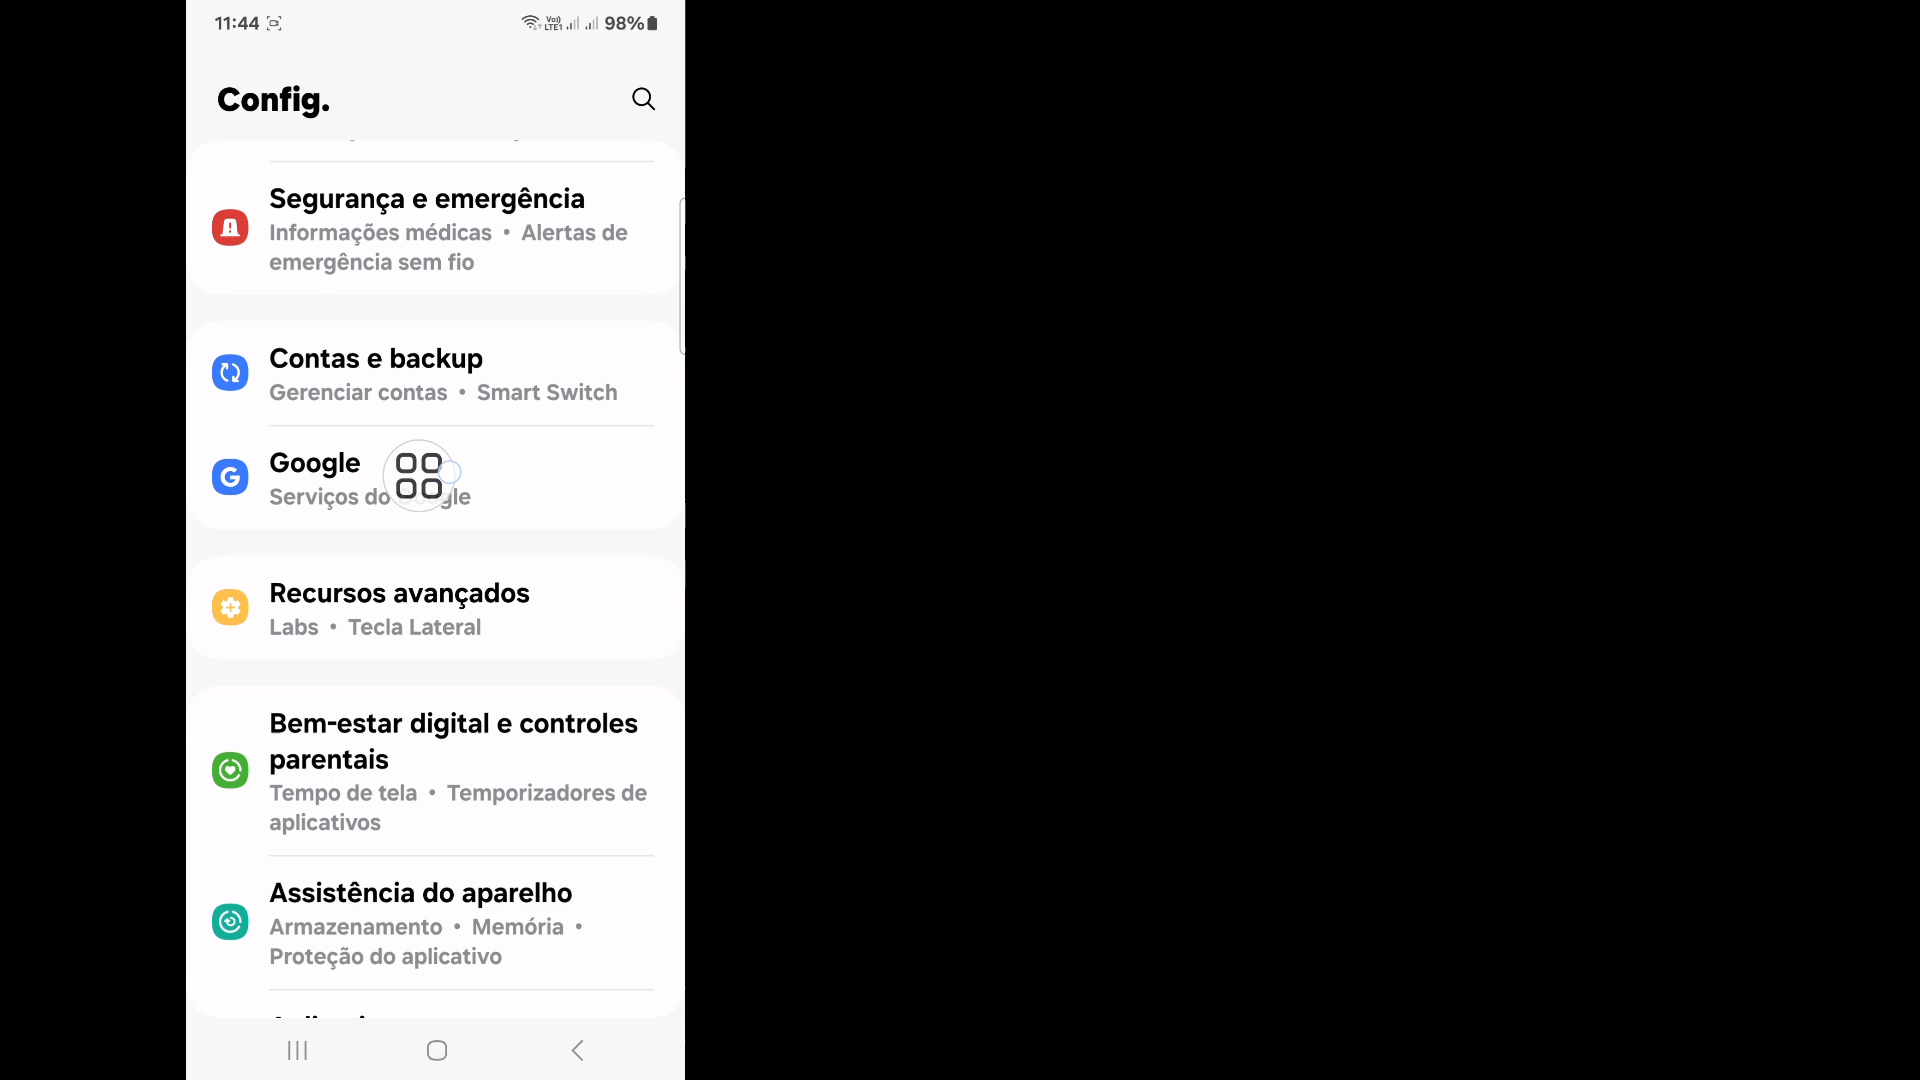 11:44
Vo)) LTE1 98%
Config.
Segurança e emergência
Informações médicas • Alertas de
emergência sem fio
Contas e backup
Gerenciar contas • Smart Switch
Google
Serviços do Google
Recursos avançados
Labs • Tecla Lateral
Bem-estar digital e controles
parentais
Tempo de tela • Temporizadores de
aplicativos
Assistência do aparelho
Armazenamento • Memória •
Proteção do aplicativo